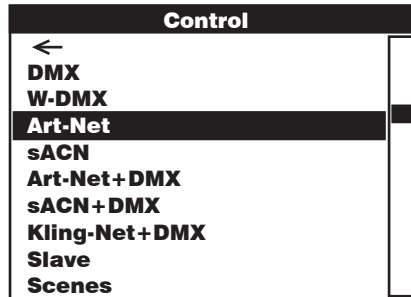 Control
←
DMX
W-DMX
Art-Net
sACN
Art-Net+DMX
sACN+DMX
Kling-Net+DMX
Slave
Scenes